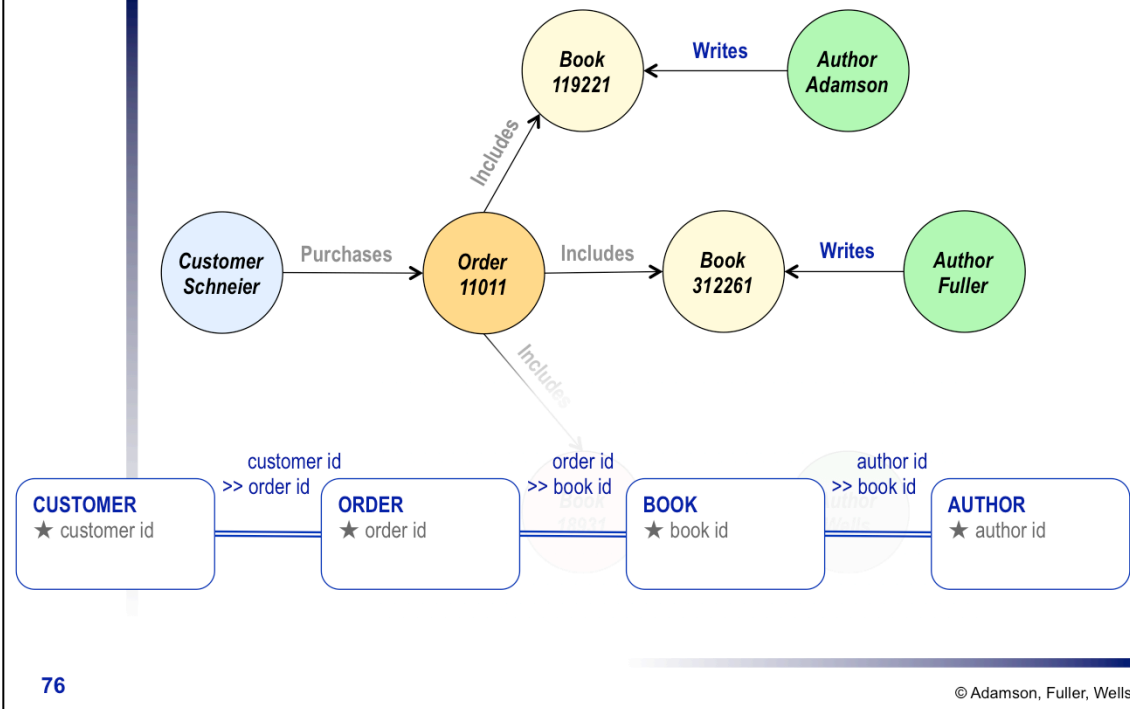 Book
119221
Writes
Author
Adamson
Includes
Customer
Schneier
Purchases
Order
11011
Includes
Book
312261
Writes
Author
Fuller
Includes
customer id
>> order id
order id
>> book id
author id
>> book id
CUSTOMER
★ customer id
ORDER
★ order id
BOOK
★ book id
AUTHOR
★ author id
Book
Author
76
© Adamson, Fuller, Wells